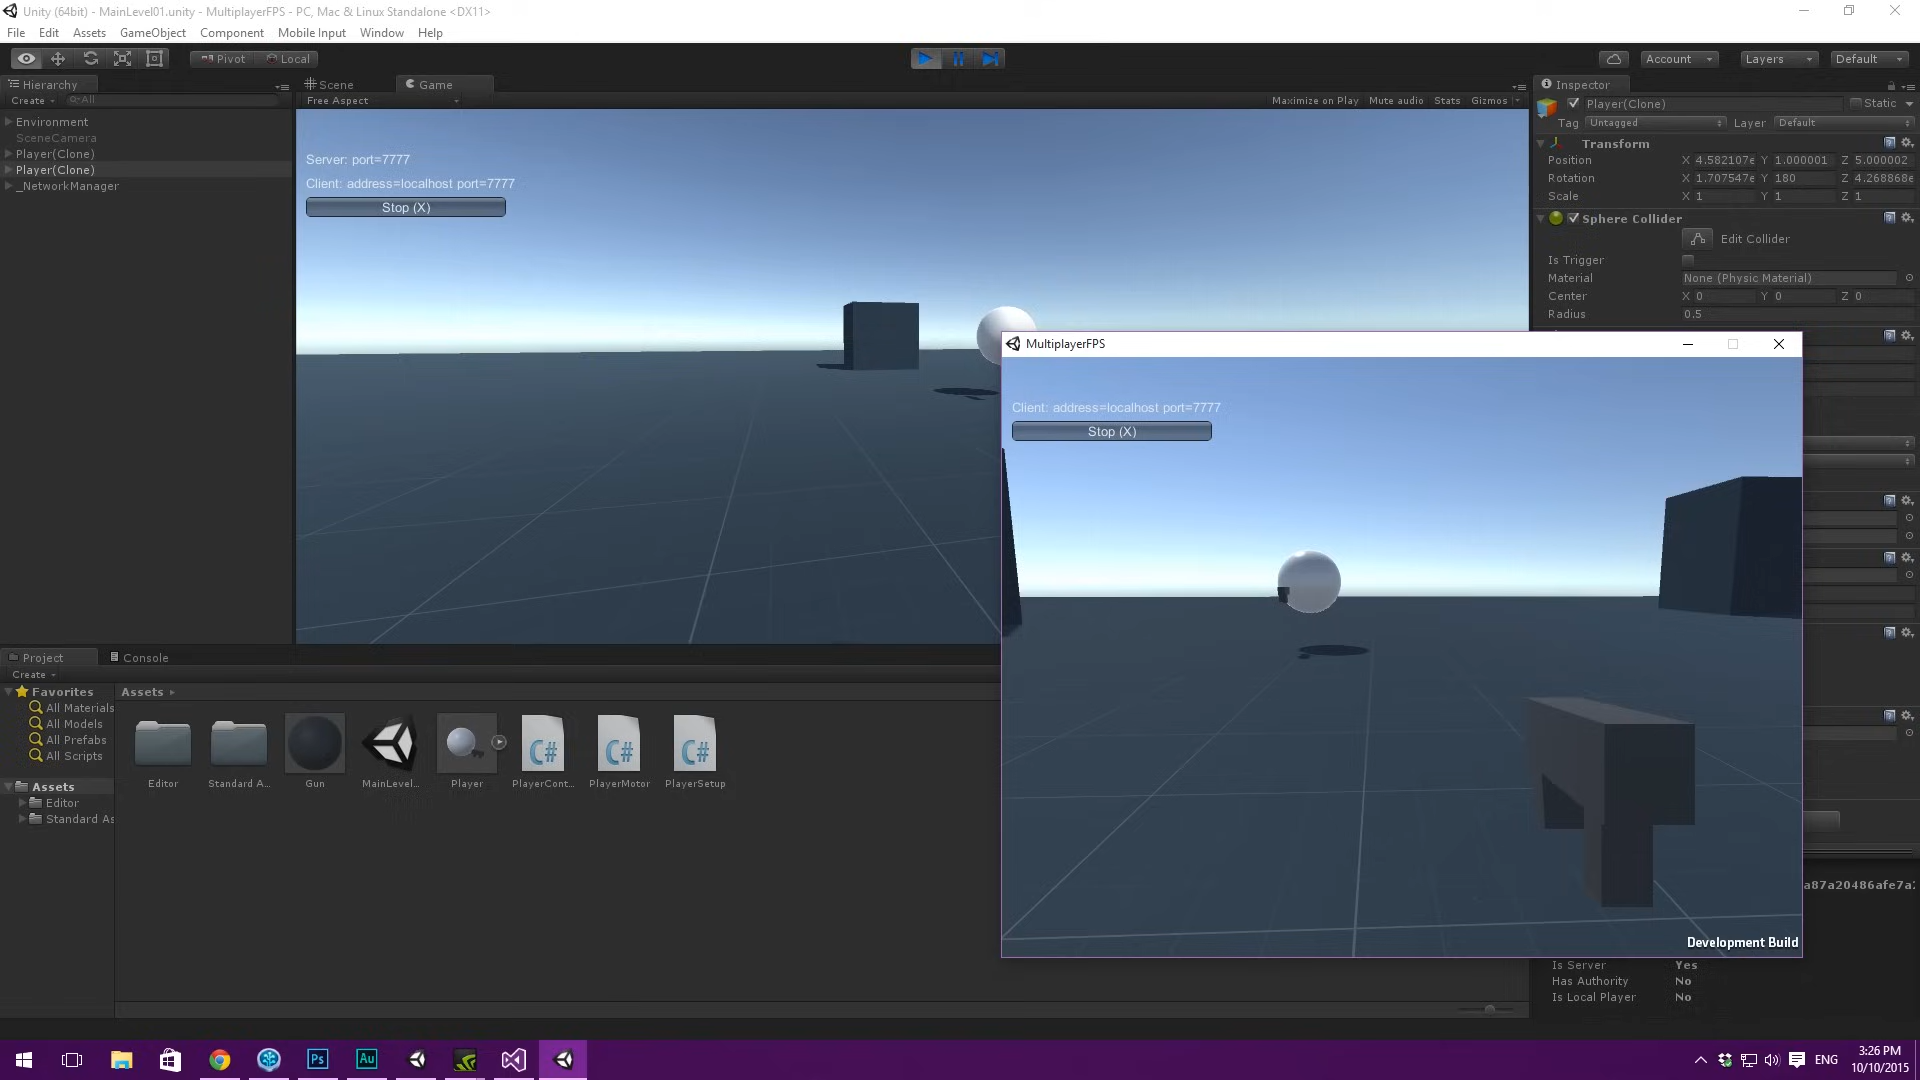 Unity (64bit) - MainLevel01.unity - MultiplayerFPS - PC, Mac & Linux Standalone <DX11>
File Edit Assets GameObject Component Mobile Input Window Help
Pivot Local
Account Layers Default
Hierarchy
Create All
Environment
SceneCamera
Player(Clone)
Player(Clone)
_NetworkManager
Scene Game
Free Aspect
Maximize on Play Mute audio Stats Gizmos
Server: port=7777
Client: address=localhost port=7777
Stop (X)
Inspector
Player(Clone) Static
Tag Untagged Layer Default
Transform
Position X 4.582107e Y 1.000001 Z 5.000002
Rotation X 1.707547e Y 180 Z 4.268868e
Scale X 1 Y 1 Z 1
Sphere Collider
Edit Collider
Is Trigger
Material None (Physic Material)
Center X 0 Y 0 Z 0
Radius 0.5
MultiplayerFPS
Client: address=localhost port=7777
Stop (X)
Development Build
a87a20486afe7a
Is Server Yes
Has Authority No
Is Local Player No
Project Console
Create
Favorites
All Materials
All Models
All Prefabs
All Scripts
Assets
Editor
Standard As
Assets
Editor Standard A... Gun MainLevel... Player PlayerCont... PlayerMotor PlayerSetup
C# C# C#
Ps Au
ENG
3:26 PM
10/10/2015